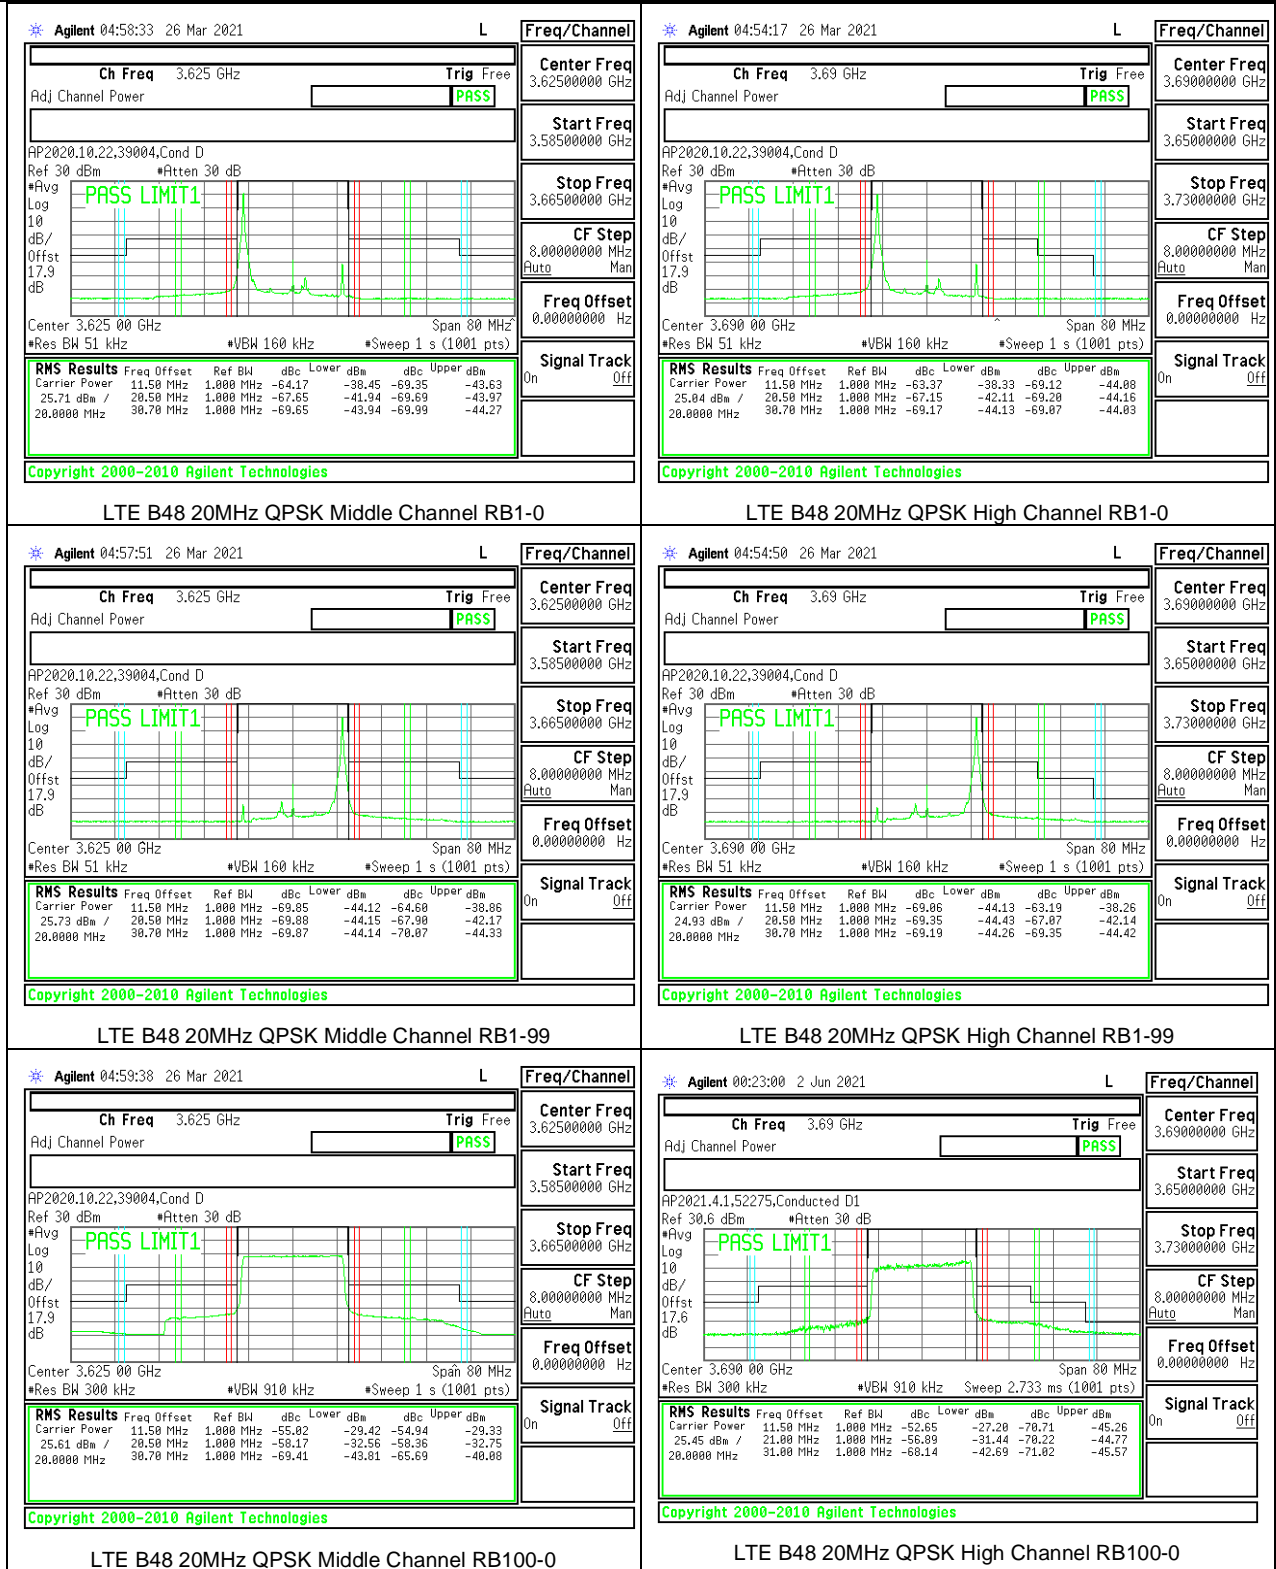 Agilent 04:58:33 26 Mar 2021 L Freq/Channel
Ch Freq 3.625 GHz Trig Free
Adj Channel Power PASS
AP2020.10.22,39004,Cond D
Ref 30 dBm #Atten 30 dB
#Avg
Log
10
dB/
Offst
17.9
dB
PASS LIMIT1
Center 3.625 00 GHz Span 80 MHz^
#Res BW 51 kHz #VBW 160 kHz #Sweep 1 s (1001 pts)
RMS Results Freq Offset Ref BW dBc Lower dBm dBc Upper dBm
Carrier Power 11.50 MHz 1.000 MHz -64.17 -38.45 -69.35 -43.63
25.71 dBm / 20.50 MHz 1.000 MHz -67.65 -41.94 -69.69 -43.97
20.0000 MHz 30.70 MHz 1.000 MHz -69.65 -43.94 -69.99 -44.27
Center Freq
3.62500000 GHz
Start Freq
3.58500000 GHz
Stop Freq
3.66500000 GHz
CF Step
8.00000000 MHz
Auto Man
Freq Offset
0.00000000 Hz
Signal Track
On Off
Copyright 2000-2010 Agilent Technologies
LTE B48 20MHz QPSK Middle Channel RB1-0
Agilent 04:54:17 26 Mar 2021 L Freq/Channel
Ch Freq 3.69 GHz Trig Free
Adj Channel Power PASS
AP2020.10.22,39004,Cond D
Ref 30 dBm #Atten 30 dB
#Avg
Log
10
dB/
Offst
17.9
dB
PASS LIMIT1
Center 3.690 00 GHz Span 80 MHz
#Res BW 51 kHz #VBW 160 kHz #Sweep 1 s (1001 pts)
RMS Results Freq Offset Ref BW dBc Lower dBm dBc Upper dBm
Carrier Power 11.50 MHz 1.000 MHz -63.37 -38.33 -69.12 -44.08
25.04 dBm / 20.50 MHz 1.000 MHz -67.15 -42.11 -69.20 -44.16
20.0000 MHz 30.70 MHz 1.000 MHz -69.17 -44.13 -69.07 -44.03
Center Freq
3.69000000 GHz
Start Freq
3.65000000 GHz
Stop Freq
3.73000000 GHz
CF Step
8.00000000 MHz
Auto Man
Freq Offset
0.00000000 Hz
Signal Track
On Off
Copyright 2000-2010 Agilent Technologies
LTE B48 20MHz QPSK High Channel RB1-0
Agilent 04:57:51 26 Mar 2021 L Freq/Channel
Ch Freq 3.625 GHz Trig Free
Adj Channel Power PASS
AP2020.10.22,39004,Cond D
Ref 30 dBm #Atten 30 dB
#Avg
Log
10
dB/
Offst
17.9
dB
PASS LIMIT1
Center 3.625 00 GHz Span 80 MHz
#Res BW 51 kHz #VBW 160 kHz #Sweep 1 s (1001 pts)
RMS Results Freq Offset Ref BW dBc Lower dBm dBc Upper dBm
Carrier Power 11.50 MHz 1.000 MHz -69.85 -44.12 -64.60 -38.86
25.73 dBm / 20.50 MHz 1.000 MHz -69.88 -44.15 -67.90 -42.17
20.0000 MHz 30.70 MHz 1.000 MHz -69.87 -44.14 -70.07 -44.33
Center Freq
3.62500000 GHz
Start Freq
3.58500000 GHz
Stop Freq
3.66500000 GHz
CF Step
8.00000000 MHz
Auto Man
Freq Offset
0.00000000 Hz
Signal Track
On Off
Copyright 2000-2010 Agilent Technologies
LTE B48 20MHz QPSK Middle Channel RB1-99
Agilent 04:54:50 26 Mar 2021 L Freq/Channel
Ch Freq 3.69 GHz Trig Free
Adj Channel Power PASS
AP2020.10.22,39004,Cond D
Ref 30 dBm #Atten 30 dB
#Avg
Log
10
dB/
Offst
17.9
dB
PASS LIMIT1
Center 3.690 00 GHz Span 80 MHz
#Res BW 51 kHz #VBW 160 kHz #Sweep 1 s (1001 pts)
RMS Results Freq Offset Ref BW dBc Lower dBm dBc Upper dBm
Carrier Power 11.50 MHz 1.000 MHz -69.06 -44.13 -63.19 -38.26
24.93 dBm / 20.50 MHz 1.000 MHz -69.35 -44.43 -67.07 -42.14
20.0000 MHz 30.70 MHz 1.000 MHz -69.19 -44.26 -69.35 -44.42
Center Freq
3.69000000 GHz
Start Freq
3.65000000 GHz
Stop Freq
3.73000000 GHz
CF Step
8.00000000 MHz
Auto Man
Freq Offset
0.00000000 Hz
Signal Track
On Off
Copyright 2000-2010 Agilent Technologies
LTE B48 20MHz QPSK High Channel RB1-99
Agilent 04:59:38 26 Mar 2021 L Freq/Channel
Ch Freq 3.625 GHz Trig Free
Adj Channel Power PASS
AP2020.10.22,39004,Cond D
Ref 30 dBm #Atten 30 dB
#Avg
Log
10
dB/
Offst
17.9
dB
PASS LIMIT1
Center 3.625 00 GHz Span 80 MHz
#Res BW 300 kHz #VBW 910 kHz #Sweep 1 s (1001 pts)
RMS Results Freq Offset Ref BW dBc Lower dBm dBc Upper dBm
Carrier Power 11.50 MHz 1.000 MHz -55.02 -29.42 -54.94 -29.33
25.61 dBm / 20.50 MHz 1.000 MHz -58.17 -32.56 -58.36 -32.75
20.0000 MHz 30.70 MHz 1.000 MHz -69.41 -43.81 -65.69 -40.08
Center Freq
3.62500000 GHz
Start Freq
3.58500000 GHz
Stop Freq
3.66500000 GHz
CF Step
8.00000000 MHz
Auto Man
Freq Offset
0.00000000 Hz
Signal Track
On Off
Copyright 2000-2010 Agilent Technologies
LTE B48 20MHz QPSK Middle Channel RB100-0
Agilent 00:23:00 2 Jun 2021 L Freq/Channel
Ch Freq 3.69 GHz Trig Free
Adj Channel Power PASS
AP2021.4.1,52275,Conducted D1
Ref 30.6 dBm #Atten 30 dB
#Avg
Log
10
dB/
Offst
17.6
dB
PASS LIMIT1
Center 3.690 00 GHz Span 80 MHz
#Res BW 300 kHz #VBW 910 kHz Sweep 2.733 ms (1001 pts)
RMS Results Freq Offset Ref BW dBc Lower dBm dBc Upper dBm
Carrier Power 11.50 MHz 1.000 MHz -52.65 -27.20 -70.71 -45.26
25.45 dBm / 21.00 MHz 1.000 MHz -56.89 -31.44 -70.22 -44.77
20.0000 MHz 31.00 MHz 1.000 MHz -68.14 -42.69 -71.02 -45.57
Center Freq
3.69000000 GHz
Start Freq
3.65000000 GHz
Stop Freq
3.73000000 GHz
CF Step
8.00000000 MHz
Auto Man
Freq Offset
0.00000000 Hz
Signal Track
On Off
Copyright 2000-2010 Agilent Technologies
LTE B48 20MHz QPSK High Channel RB100-0